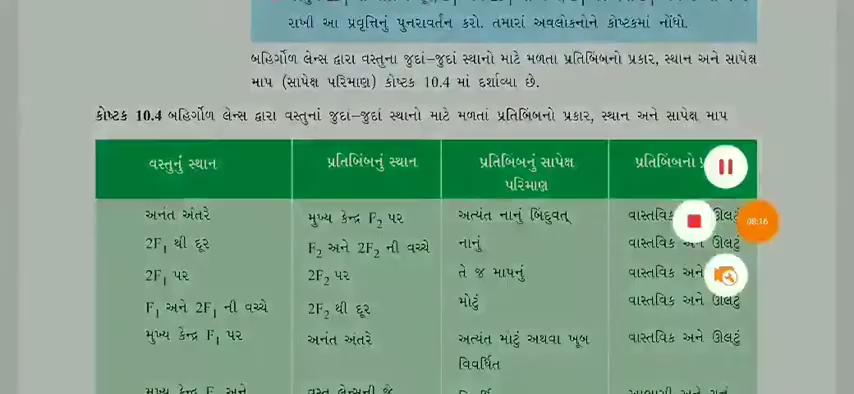 રાખી આ પ્રવૃત્તિનું પુનરાવર્તન કરો. તમારાં અવલોકનોને કોષ્ટકમાં નોંધો.
બહિર્ગોળ લેન્સ દ્વારા વસ્તુના જુદાં-જુદાં સ્થાનો માટે મળતા પ્રતિબિંબનો પ્રકાર, સ્થાન અને સાપેક્ષ
માપ (સાપેક્ષ પરિમાણ) કોષ્ટક 10.4 માં દર્શાવ્યા છે.
કોષ્ટક 10.4 બહિર્ગોળ લેન્સ દ્વારા વસ્તુનાં જુદાં-જુદાં સ્થાનો માટે મળતાં પ્રતિબિંબનો પ્રકાર, સ્થાન અને સાપેક્ષ માપ
વસ્તુનું સ્થાન પ્રતિબિંબનું સ્થાન પ્રતિબિંબનું સાપેક્ષ પરિમાણ પ્રતિબિંબનો
અનંત અંતરે મુખ્ય કેન્દ્ર F₂ પર અત્યંત નાનું બિંદુવત્ વાસ્તવિક ઊલટું
2F₁ થી દૂર F₂ અને 2F₂ ની વચ્ચે નાનું વાસ્તવિક અને ઊલટું
2F₁ પર 2F₂ પર તે જ માપનું વાસ્તવિક અને
F₁ અને 2F₁ ની વચ્ચે 2F₂ થી દૂર મોટું વાસ્તવિક અને ઊલટું
મુખ્ય કેન્દ્ર F₁ પર અનંત અંતરે અત્યંત મોટું અથવા ખૂબ વિવર્ધિત વાસ્તવિક અને ઊલટું
08:16